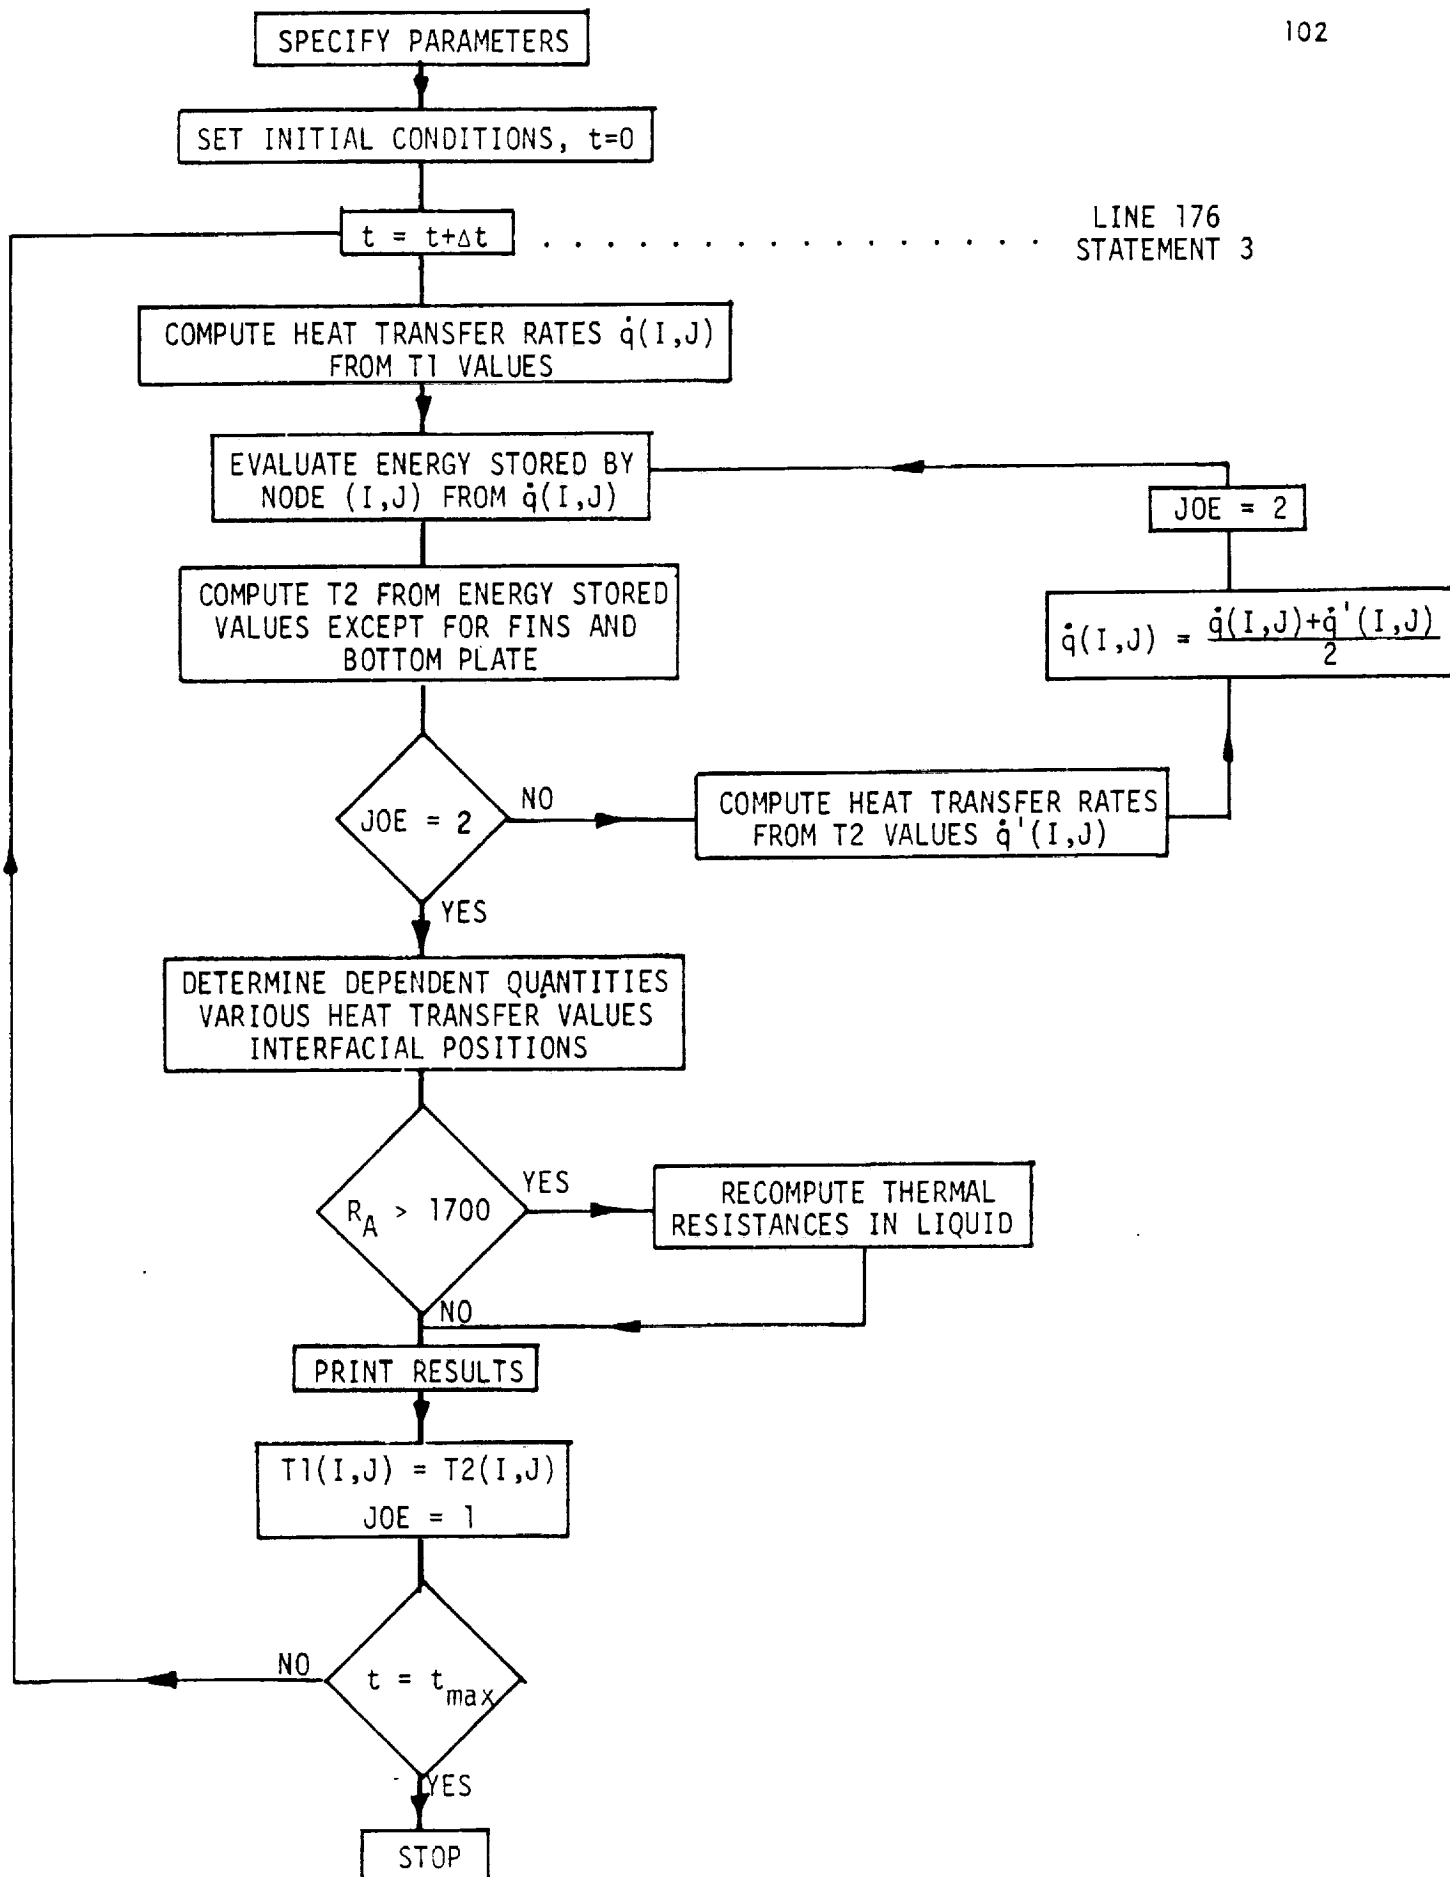 102
SPECIFY PARAMETERS
SET INITIAL CONDITIONS, t=0
t = t+Δt
LINE 176
STATEMENT 3
COMPUTE HEAT TRANSFER RATES q̇(I,J)
FROM T1 VALUES
EVALUATE ENERGY STORED BY
NODE (I,J) FROM q̇(I,J)
JOE = 2
COMPUTE T2 FROM ENERGY STORED
VALUES EXCEPT FOR FINS AND
BOTTOM PLATE
q̇(I,J) = q̇(I,J)+q̇'(I,J)
2
JOE = 2
NO
COMPUTE HEAT TRANSFER RATES
FROM T2 VALUES q̇'(I,J)
YES
DETERMINE DEPENDENT QUANTITIES
VARIOUS HEAT TRANSFER VALUES
INTERFACIAL POSITIONS
R_A > 1700
YES
RECOMPUTE THERMAL
RESISTANCES IN LIQUID
NO
PRINT RESULTS
T1(I,J) = T2(I,J)
JOE = 1
NO
t = t_max
YES
STOP